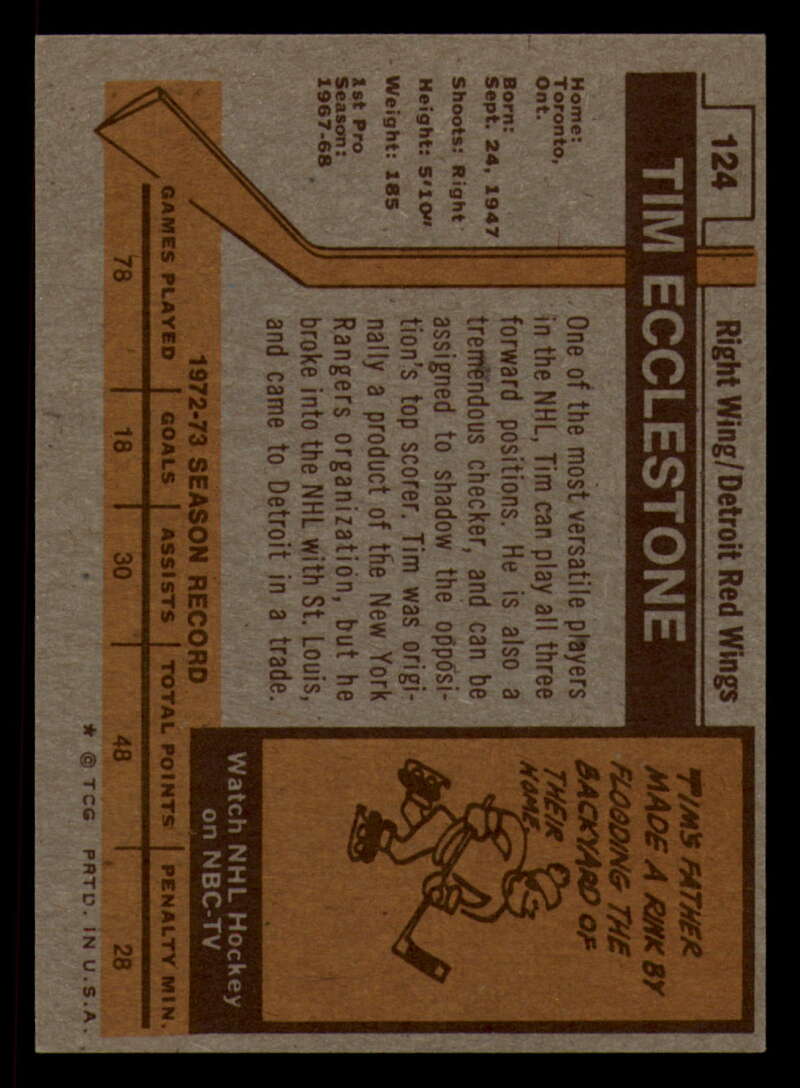 124
Right Wing/Detroit Red Wings
TIM ECCLESTONE
Home:
Toronto,
Ont.
Born:
Sept. 24, 1947
Shoots: Right
Height: 5'10"
Weight: 185
1st Pro
Season:
1967-68
One of the most versatile players
in the NHL, Tim can play all three
forward positions. He is also a
tremendous checker, and can be
assigned to shadow the opposi-
tion's top scorer. Tim was origi-
nally a product of the New York
Rangers organization, but he
broke into the NHL with St. Louis,
and came to Detroit in a trade.
TIM'S FATHER
MADE A RINK BY
FLOODING THE
BACKYARD OF
THEIR
HOME.
Watch NHL Hockey
on NBC-TV
1972-73 SEASON RECORD
GAMES PLAYED GOALS ASSISTS TOTAL POINTS PENALTY MIN.
78 18 30 48 28
* © TCG PRTD. IN U.S.A.